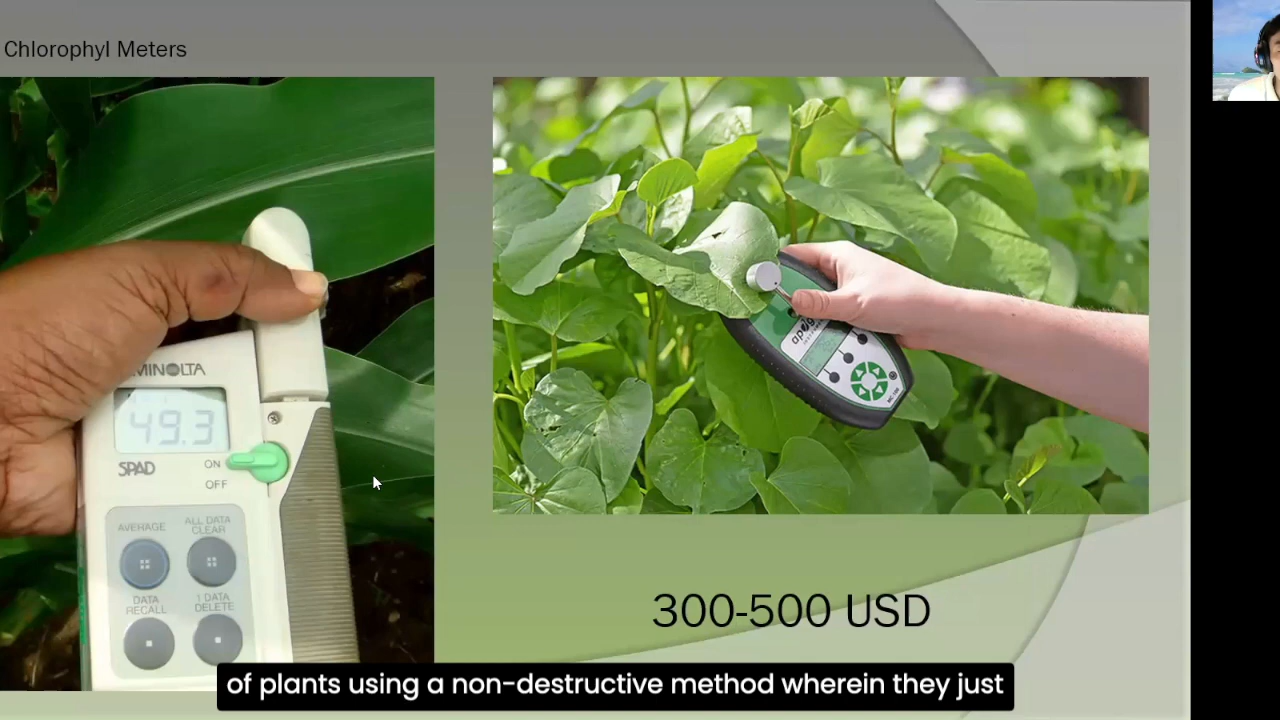 Chlorophyl Meters
MINOLTA
49.3
SPAD
ON
OFF
AVERAGE
ALL DATA
CLEAR
DATA
RECALL
1 DATA
DELETE
300-500 USD
of plants using a non-destructive method wherein they just